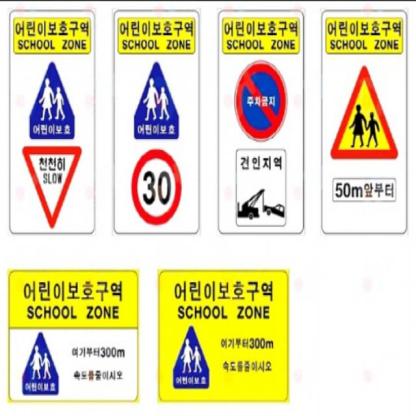 어린이보호구역
SCHOOL ZONE
어린이보호
천천히
SLOW
어린이보호구역
SCHOOL ZONE
어린이보호
30
어린이보호구역
SCHOOL ZONE
주차금지
견인지역
어린이보호구역
SCHOOL ZONE
50m앞부터
어린이보호구역
SCHOOL ZONE
어린이보호
여기부터300m
속도를줄이시오
어린이보호구역
SCHOOL ZONE
어린이보호
여기부터300m
속도를줄이시오